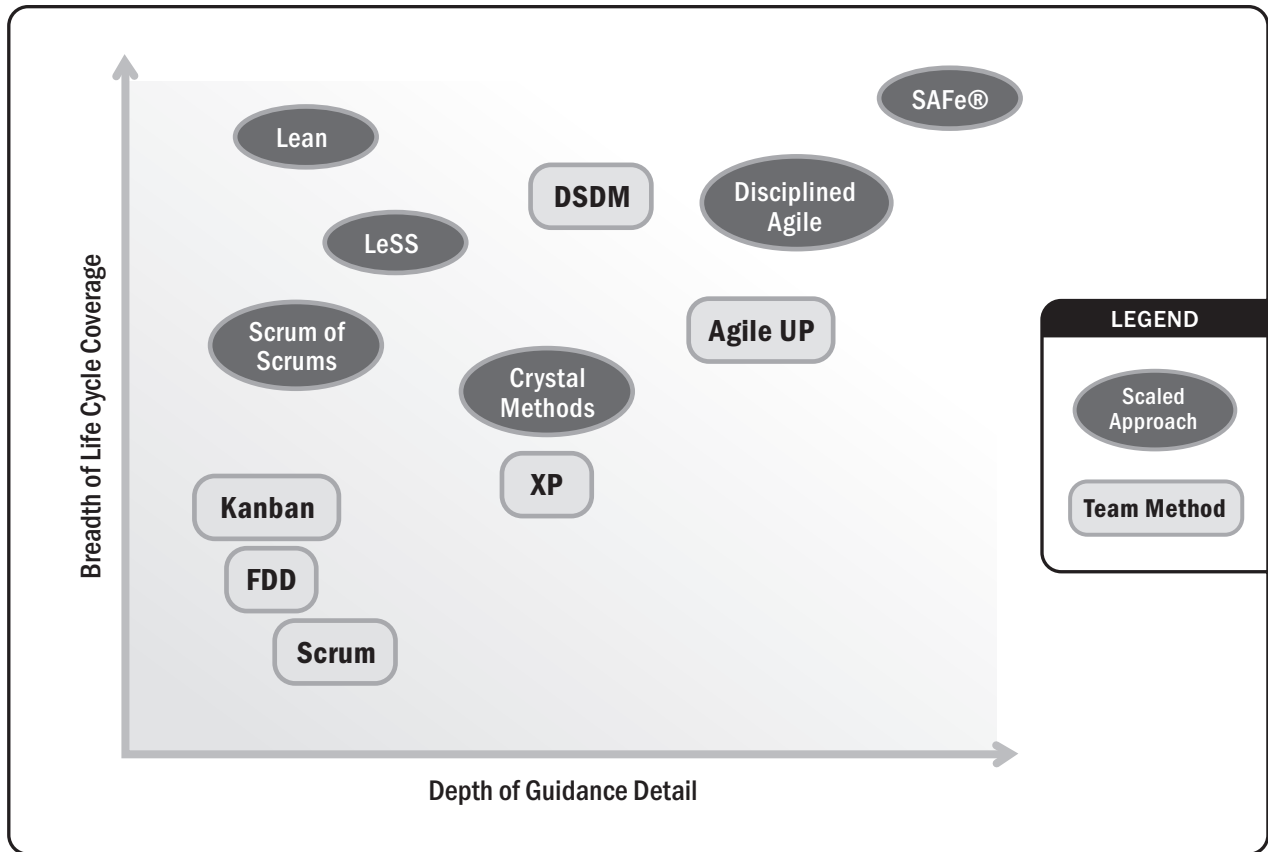 SAFe®
Lean
DSDM
Disciplined
Agile
LeSS
Scrum of
Scrums
Agile UP
Crystal
Methods
XP
Kanban
FDD
Scrum
Breadth of Life Cycle Coverage
Depth of Guidance Detail
LEGEND
Scaled
Approach
Team Method